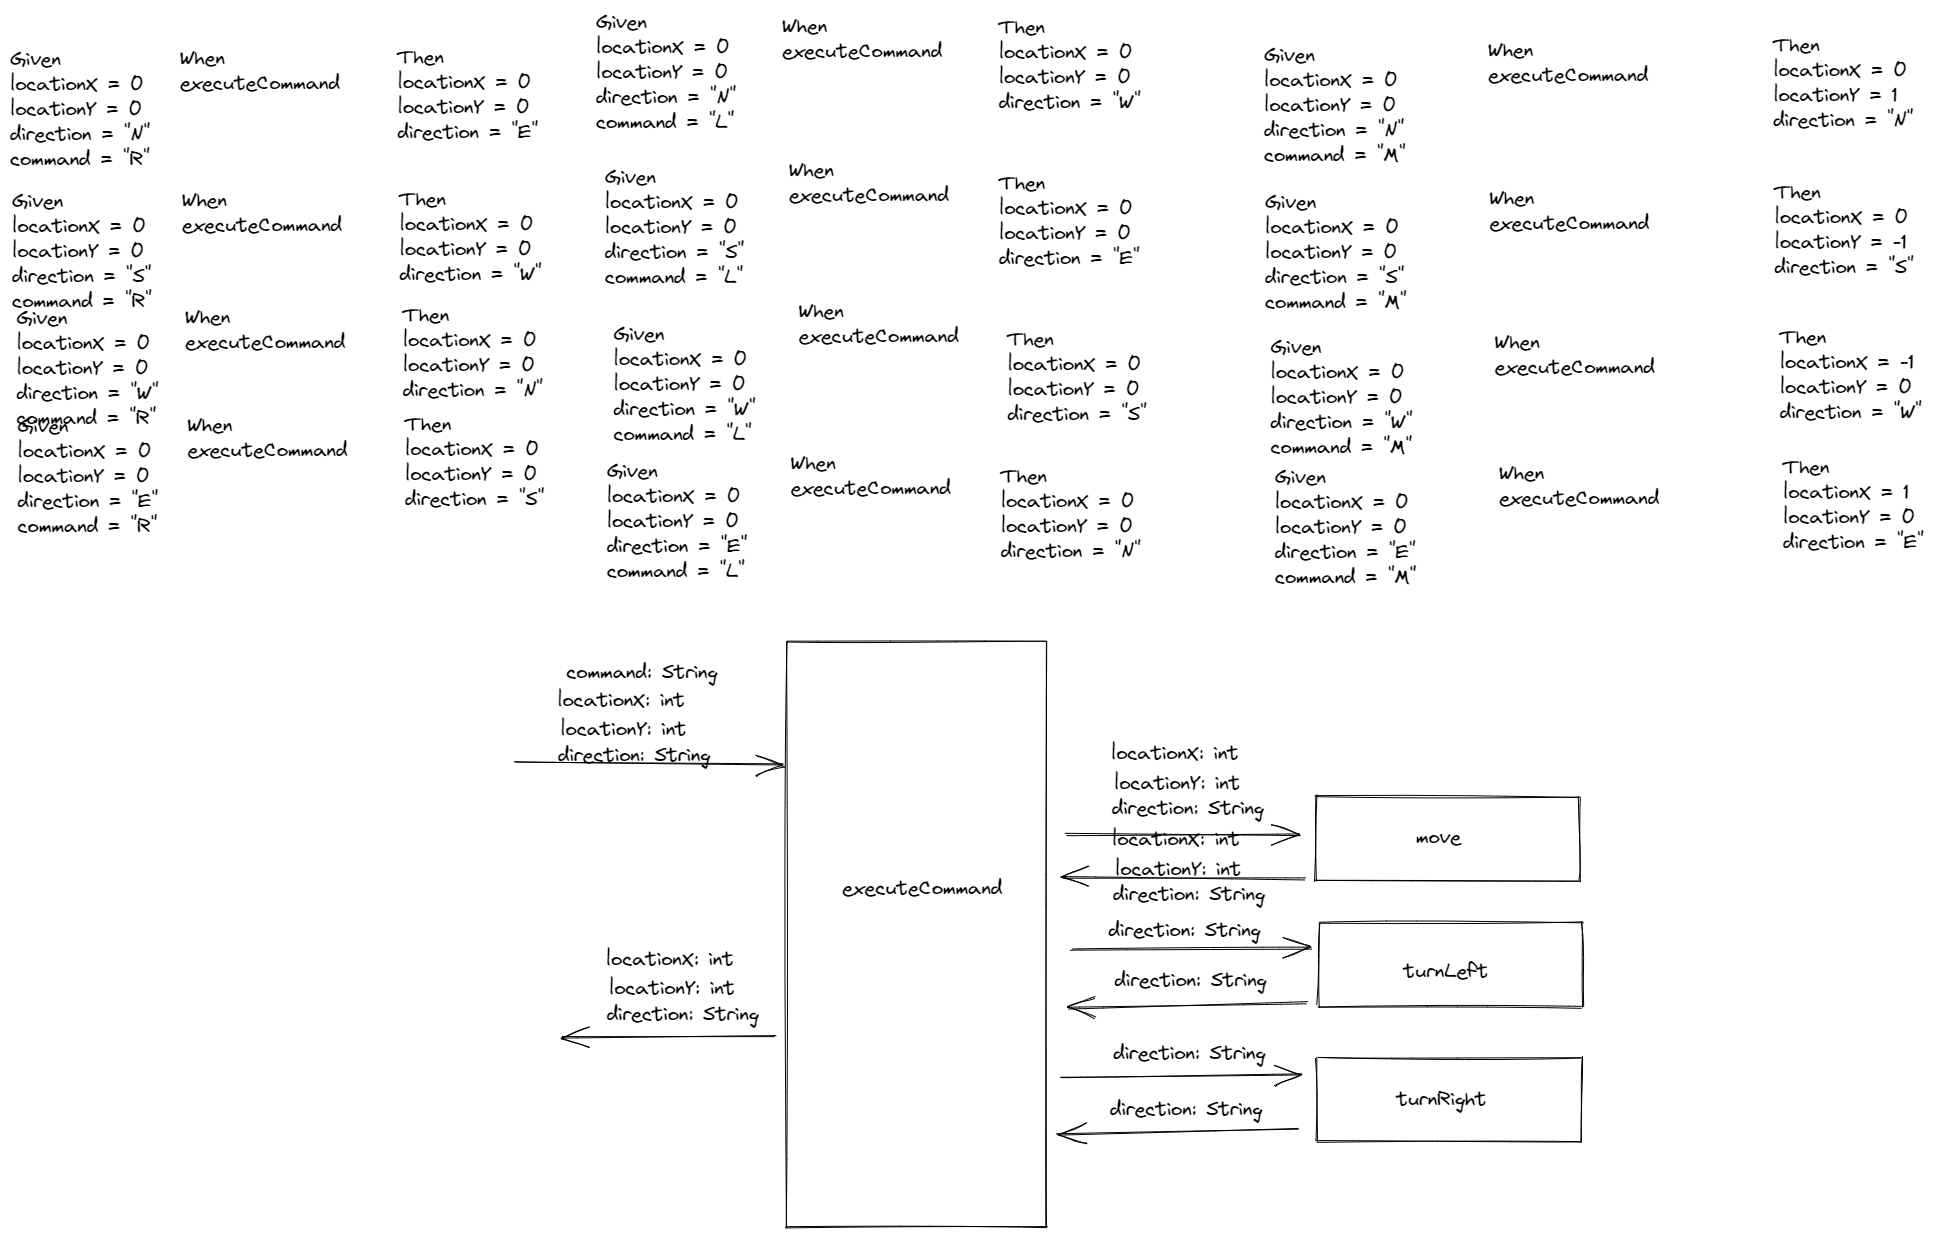 Given
locationX = 0
locationY = 0
direction = "N"
command = "R"
When
executeCommand
Then
locationX = 0
locationY = 0
direction = "E"
Given
locationX = 0
locationY = 0
direction = "S"
command = "R"
When
executeCommand
Then
locationX = 0
locationY = 0
direction = "W"
Given
locationX = 0
locationY = 0
direction = "W"
command = "R"
When
executeCommand
Then
locationX = 0
locationY = 0
direction = "N"
Given
locationX = 0
locationY = 0
direction = "E"
command = "R"
When
executeCommand
Then
locationX = 0
locationY = 0
direction = "S"
Given
locationX = 0
locationY = 0
direction = "N"
command = "L"
When
executeCommand
Then
locationX = 0
locationY = 0
direction = "W"
Given
locationX = 0
locationY = 0
direction = "S"
command = "L"
When
executeCommand
Then
locationX = 0
locationY = 0
direction = "E"
Given
locationX = 0
locationY = 0
direction = "W"
command = "L"
When
executeCommand
Then
locationX = 0
locationY = 0
direction = "S"
Given
locationX = 0
locationY = 0
direction = "E"
command = "L"
When
executeCommand
Then
locationX = 0
locationY = 0
direction = "N"
Given
locationX = 0
locationY = 0
direction = "N"
command = "M"
When
executeCommand
Then
locationX = 0
locationY = 1
direction = "N"
Given
locationX = 0
locationY = 0
direction = "S"
command = "M"
When
executeCommand
Then
locationX = 0
locationY = -1
direction = "S"
Given
locationX = 0
locationY = 0
direction = "W"
command = "M"
When
executeCommand
Then
locationX = -1
locationY = 0
direction = "W"
Given
locationX = 0
locationY = 0
direction = "E"
command = "M"
When
executeCommand
Then
locationX = 1
locationY = 0
direction = "E"
command: String
locationX: int
locationY: int
direction: String
executeCommand
locationX: int
locationY: int
direction: String
locationX: int
locationY: int
direction: String
locationX: int
locationY: int
direction: String
move
direction: String
direction: String
turnLeft
direction: String
direction: String
turnRight